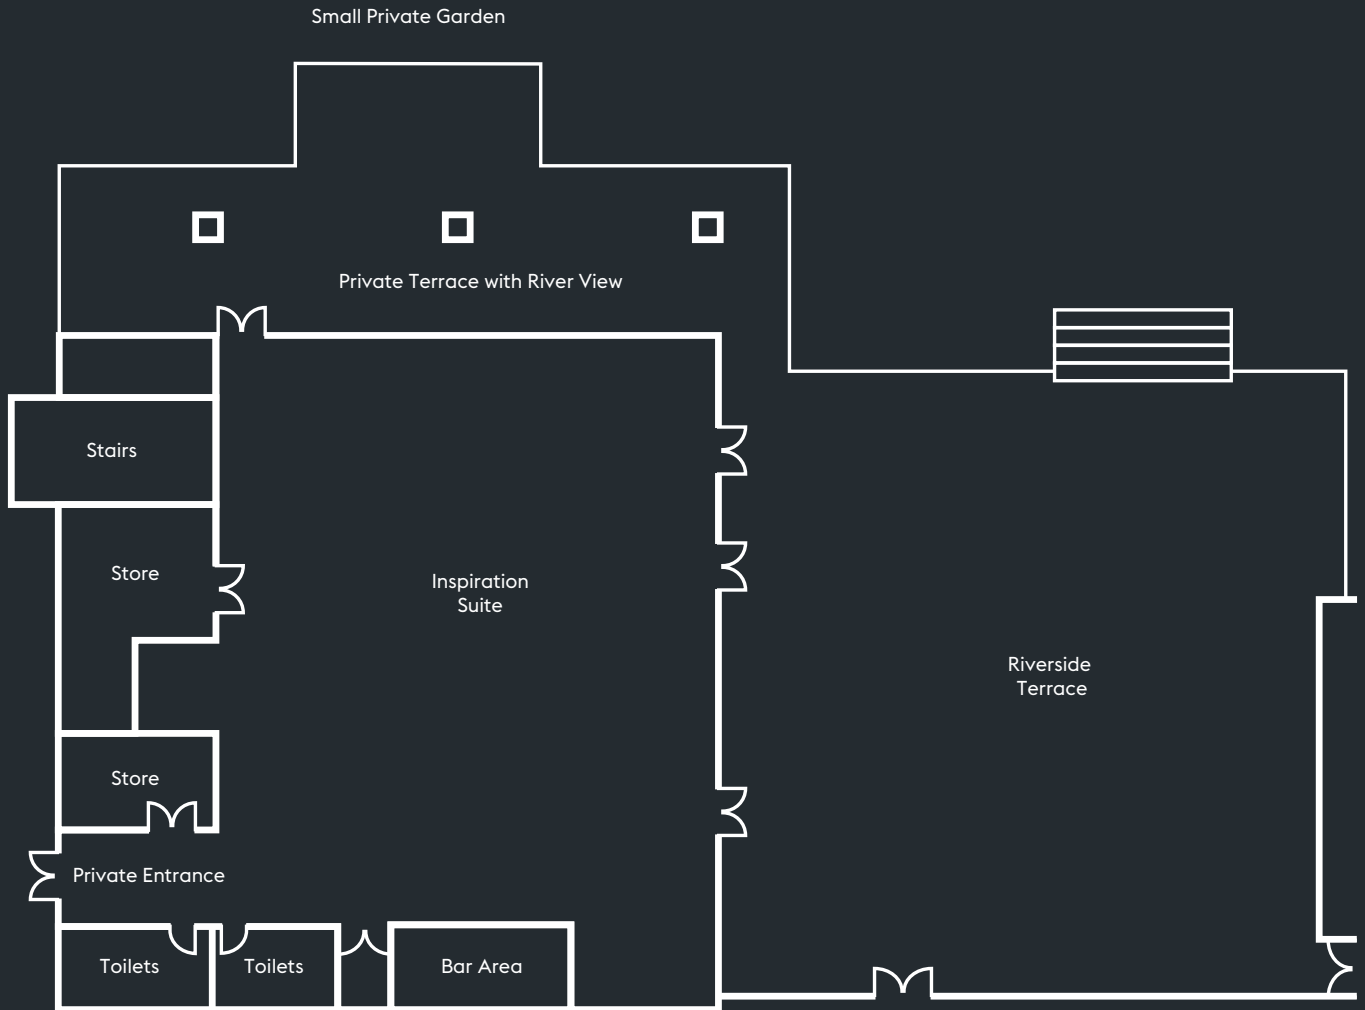 Small Private Garden
Private Terrace with River View
Stairs
Store
Inspiration
Suite
Riverside
Terrace
Store
Private Entrance
Toilets
Toilets
Bar Area